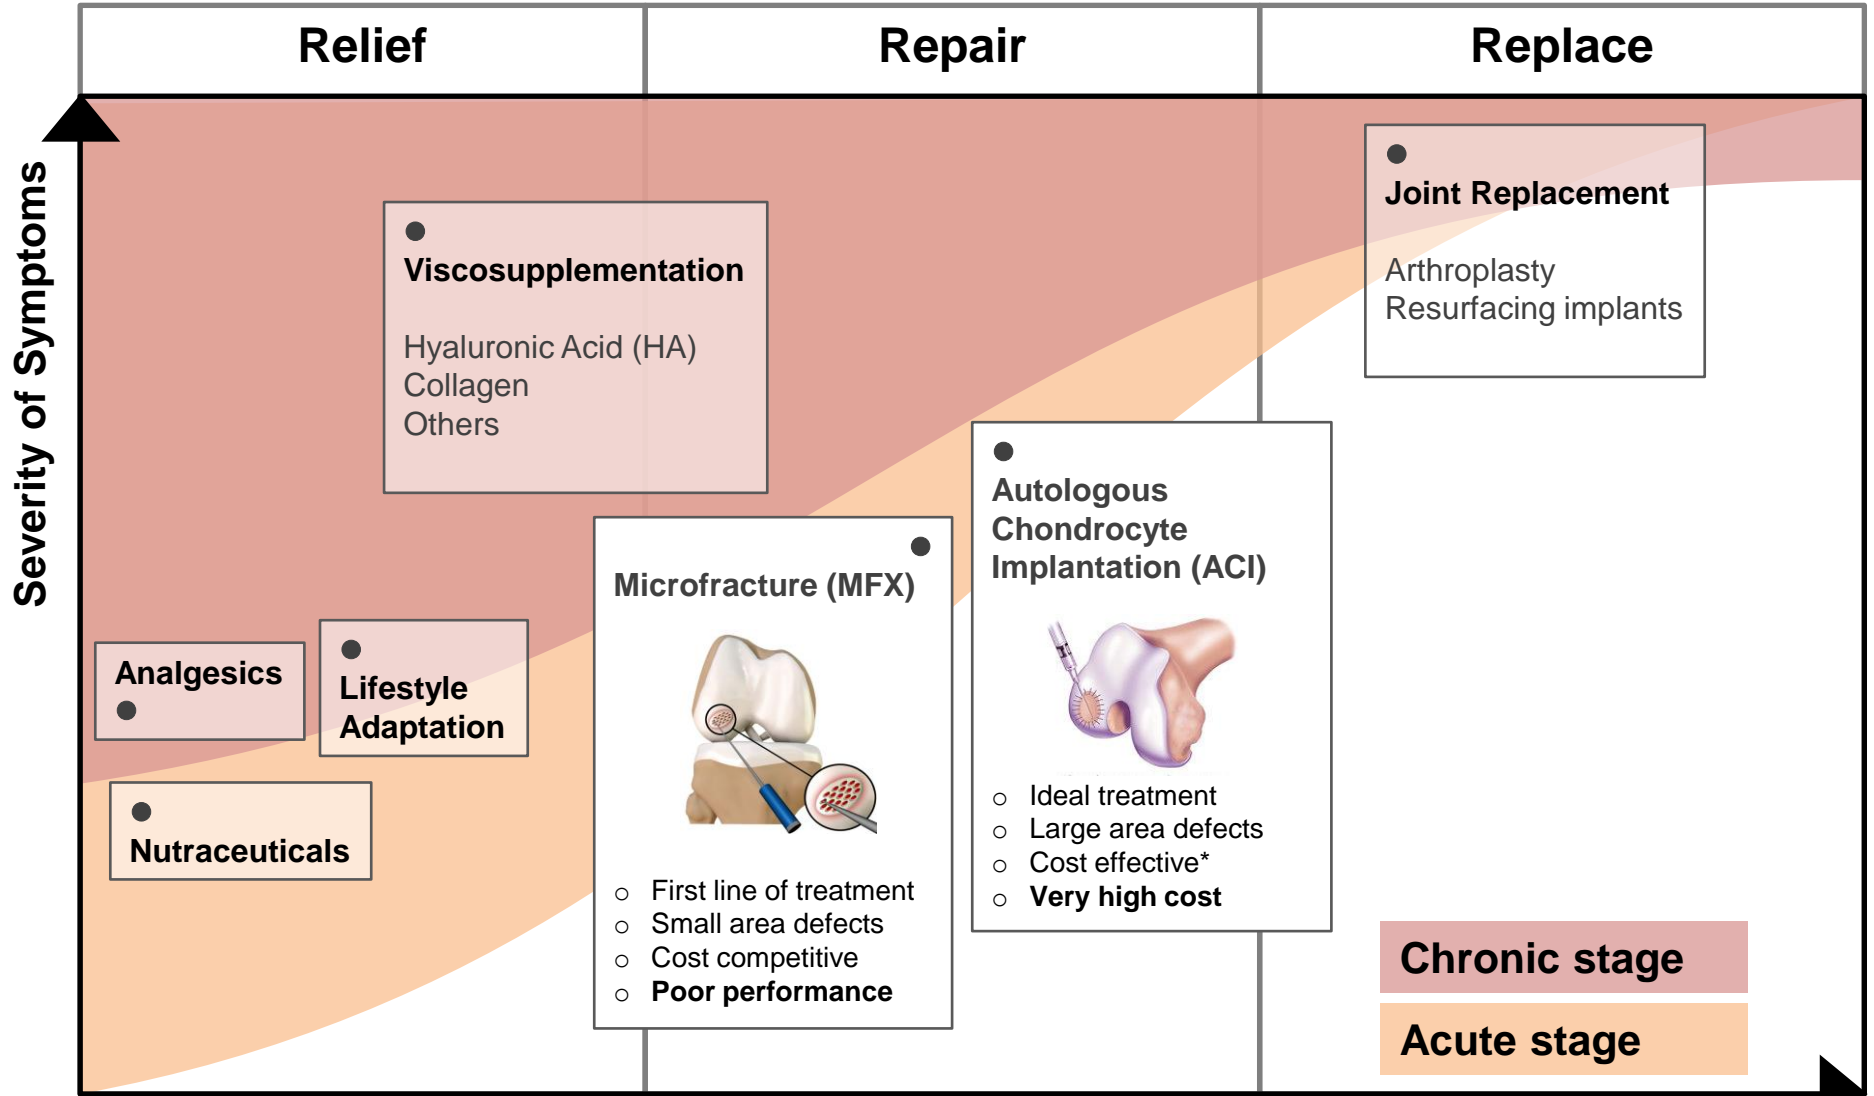 Relief
Repair
Replace
Severity of Symptoms
Joint Replacement
Arthroplasty
Resurfacing implants
Viscosupplementation
Hyaluronic Acid (HA)
Collagen
Others
Autologous
Chondrocyte
Implantation (ACI)
Ideal treatment
Large area defects
Cost effective*
Very high cost
Microfracture (MFX)
First line of treatment
Small area defects
Cost competitive
Poor performance
Analgesics
Lifestyle
Adaptation
Nutraceuticals
Chronic stage
Acute stage